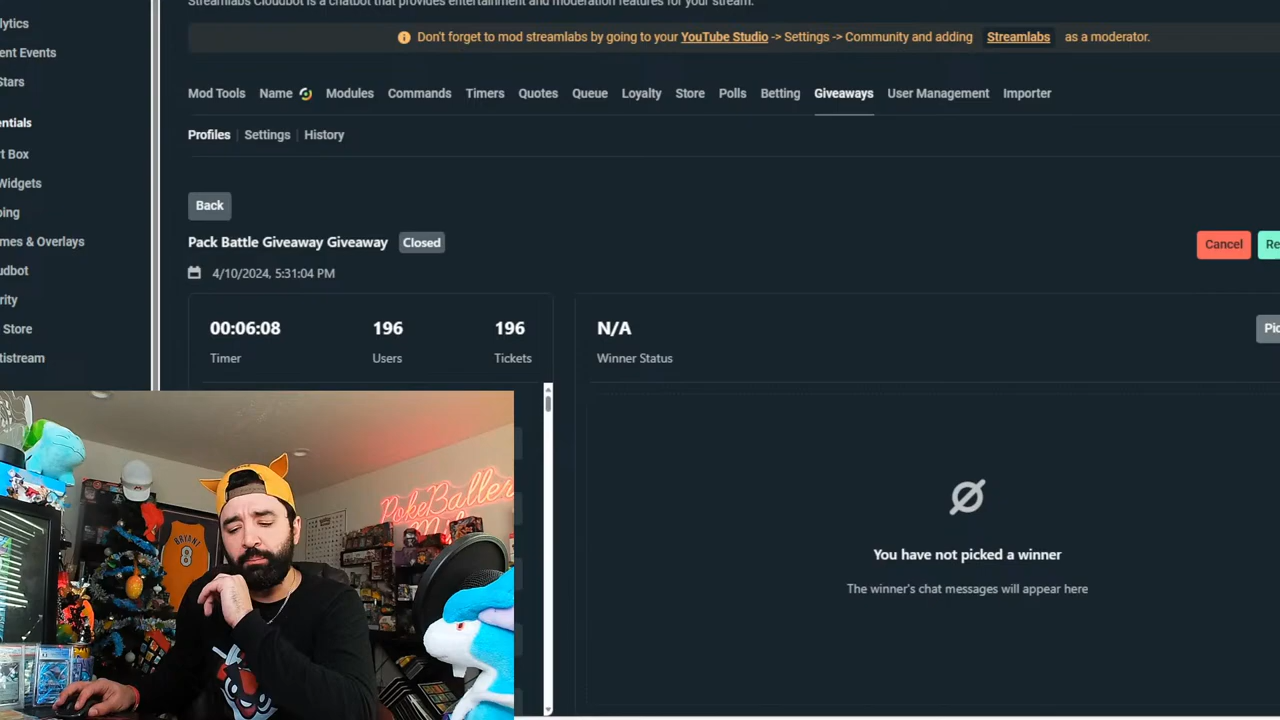 Streamlabs Cloudbot is a chatbot that provides entertainment and moderation features for your stream.
Don't forget to mod streamlabs by going to your YouTube Studio -> Settings -> Community and adding Streamlabs as a moderator.
lytics
ent Events
Stars
entials
t Box
Widgets
ping
mes & Overlays
udbot
rity
Store
tistream
Mod Tools Name Modules Commands Timers Quotes Queue Loyalty Store Polls Betting Giveaways User Management Importer
Profiles | Settings | History
Back
Pack Battle Giveaway Giveaway Closed
Cancel Re
4/10/2024, 5:31:04 PM
00:06:08 196 196
Timer Users Tickets
N/A
Pic
Winner Status
You have not picked a winner
The winner's chat messages will appear here
PokeBaller
BRYANT
8